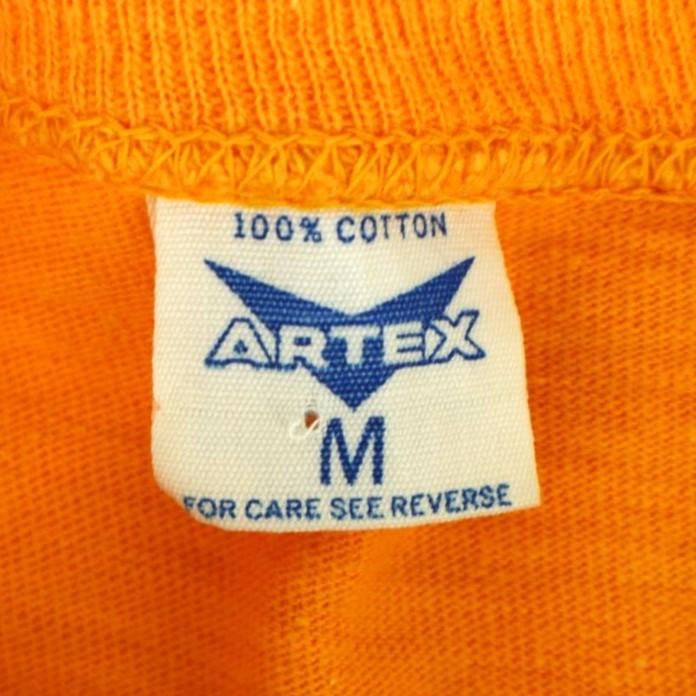 100% COTTON
ARTEX
M
FOR CARE SEE REVERSE